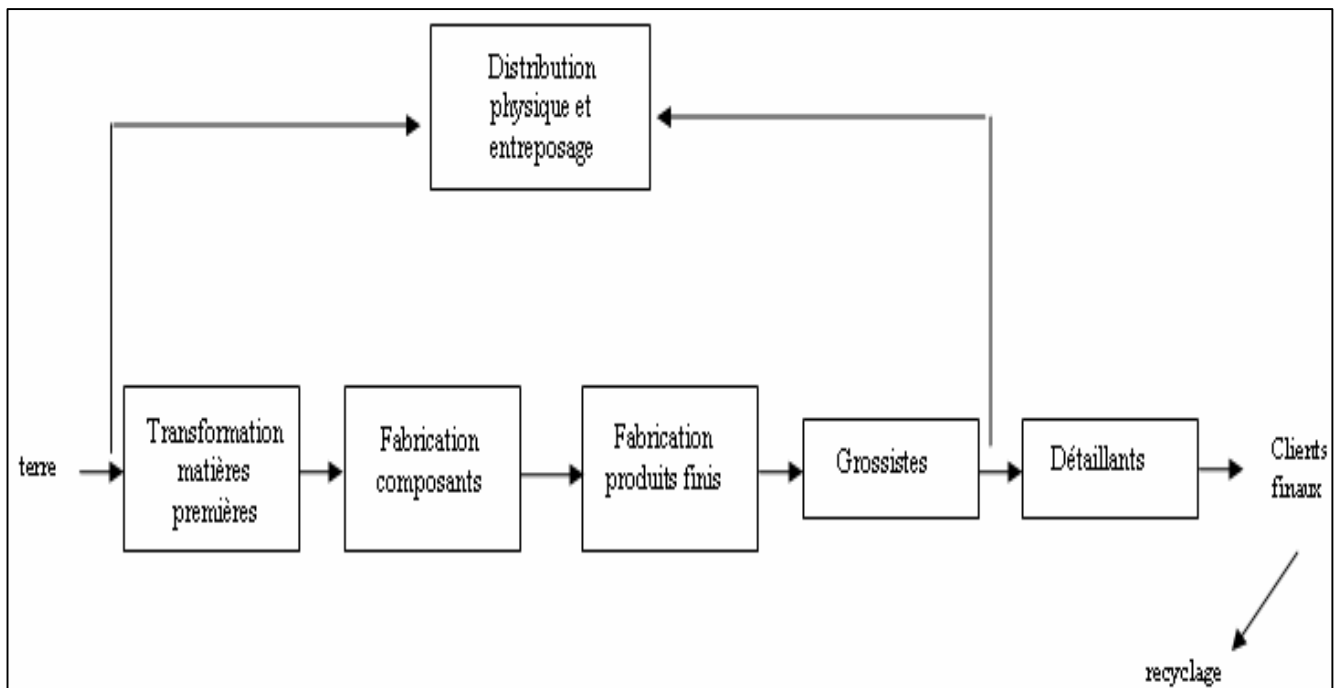 Distribution
physique et
entreposage
terre
Transformation
matières
premières
Fabrication
composants
Fabrication
produits finis
Grossistes
Détaillants
Clients
finaux
recyclage